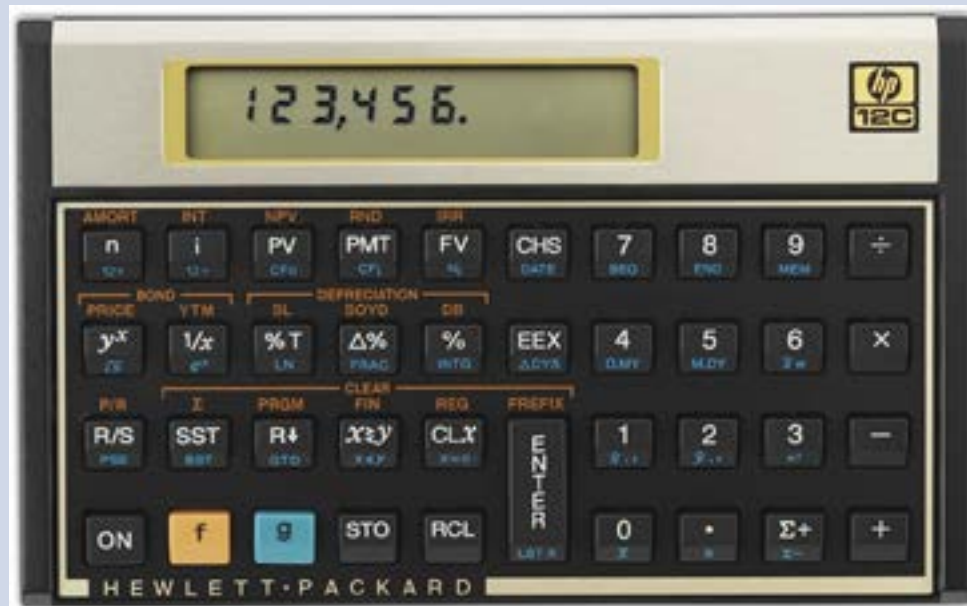 123,456.
hp
12C
AMORT INT NPV RND IRR
n i PV PMT FV CHS 7 8 9 ÷
12× 12÷ CFo CFj Nj DATE BEG END MEM
BOND DEPRECIATION
PRICE YTM SL SOYD DB
yˣ 1/x %T Δ% % EEX 4 5 6 ×
√x eˣ LN FRAC INTG ΔDYS D.MY M.DY
CLEAR
P/R Σ PRGM FIN REG PREFIX
R/S SST R↓ x≷y CLx ENTER 1 2 3 −
PSE BST GTO x≤y x=0
ON f g STO RCL 0 • Σ+ +
LST X Σ−
HEWLETT·PACKARD